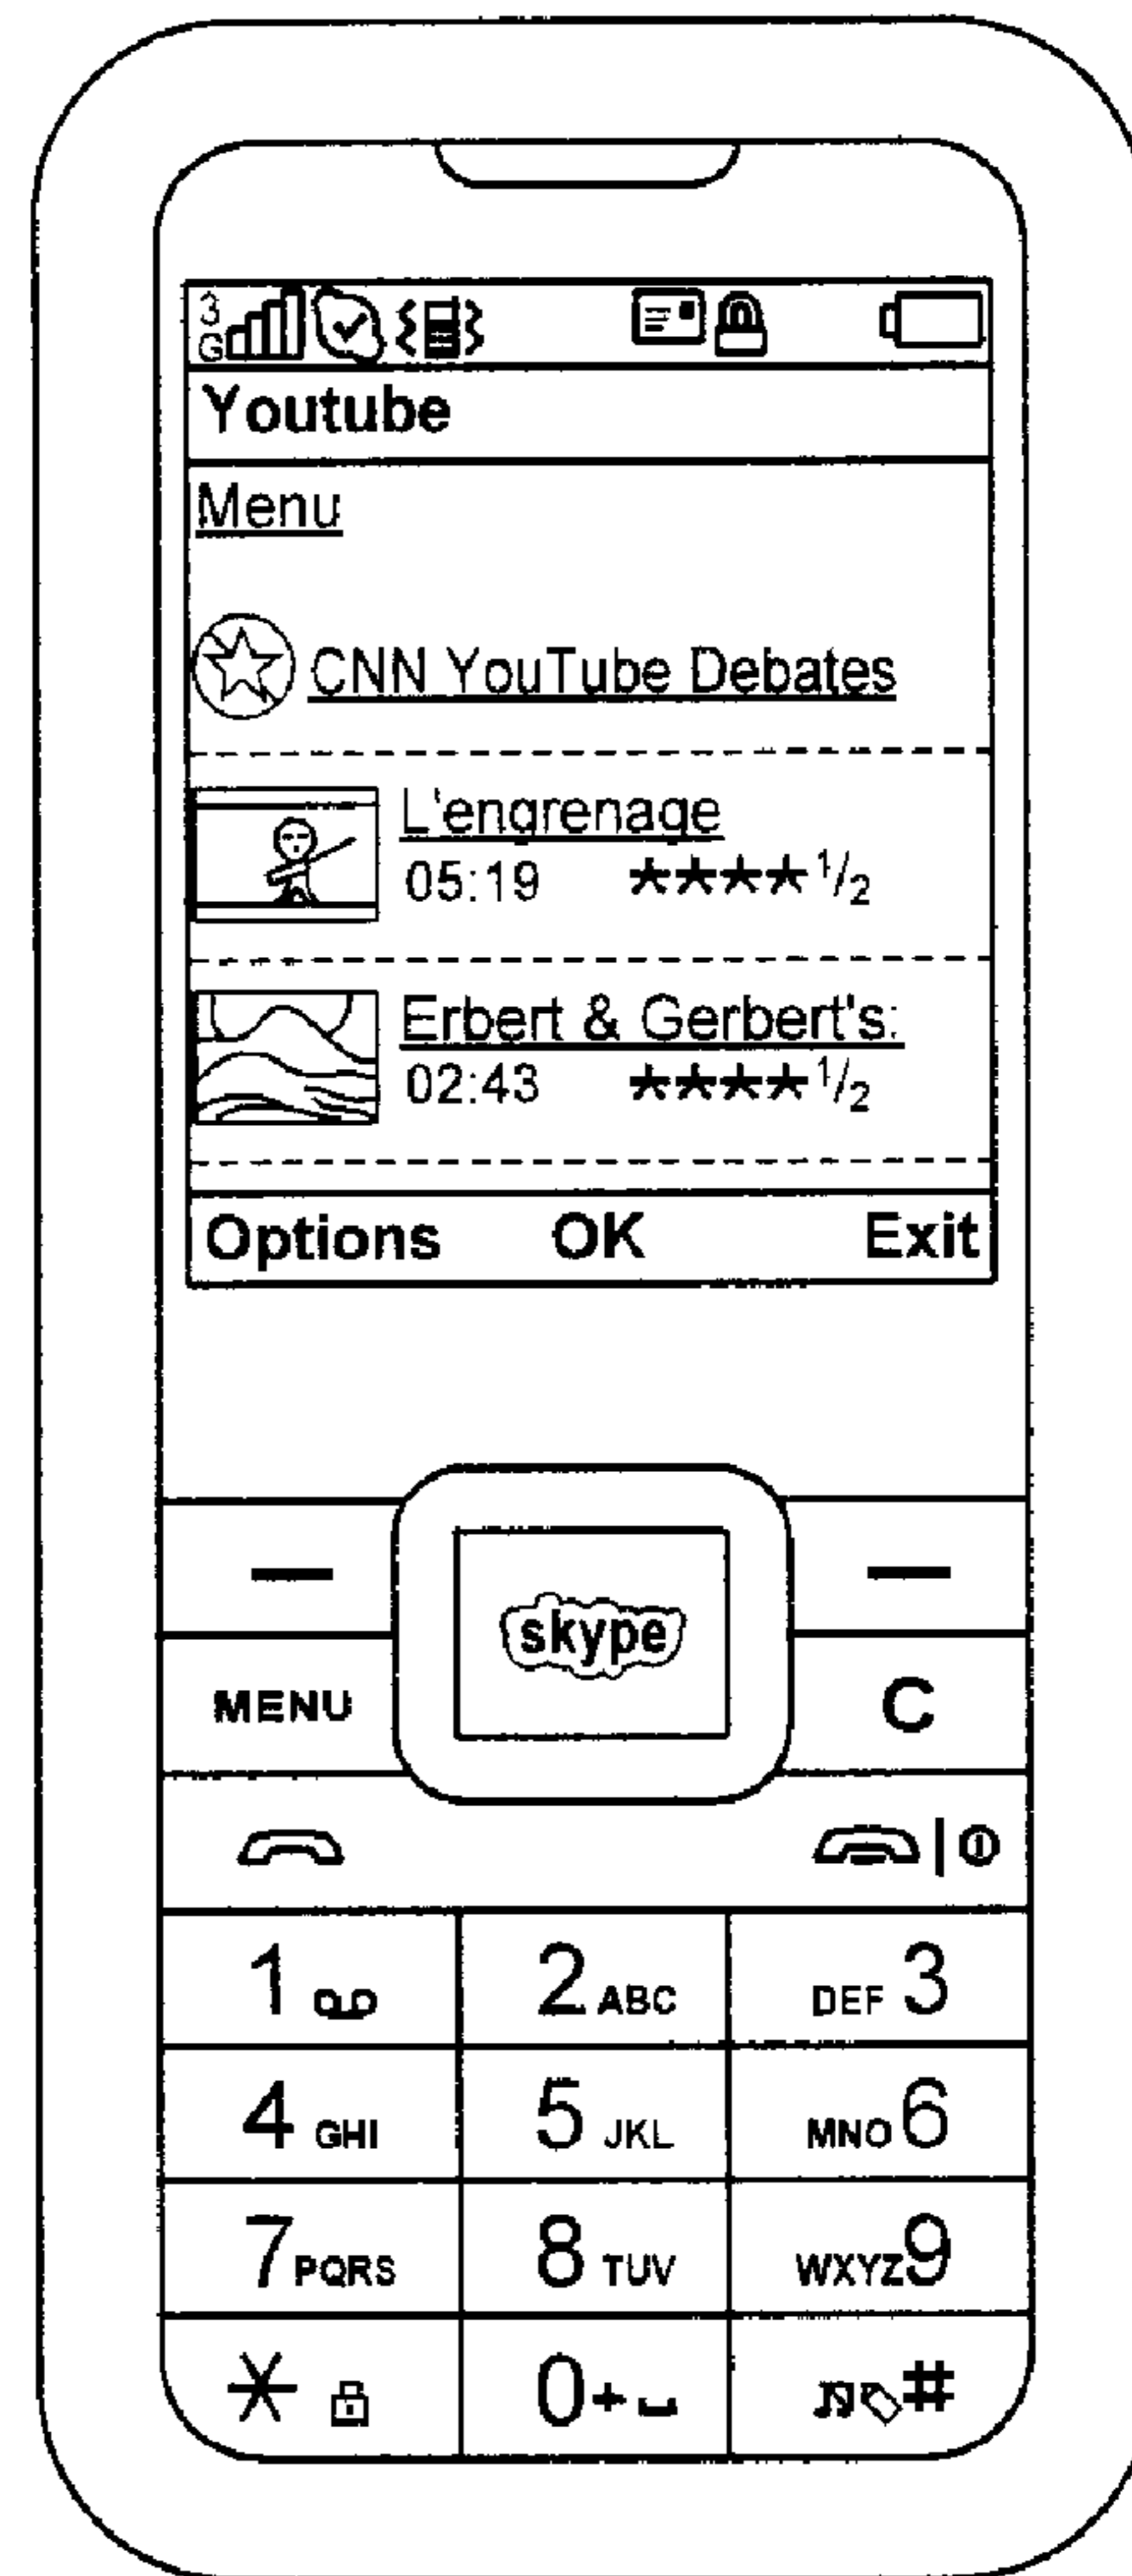 3G
Youtube
Menu
CNN YouTube Debates
L'engrenage
05:19 ★★★★1/2
Erbert & Gerbert's:
02:43 ★★★★1/2
Options OK Exit
skype
MENU C
1 2 ABC DEF 3
4 GHI 5 JKL MNO 6
7 PQRS 8 TUV WXYZ 9
* 0 + #